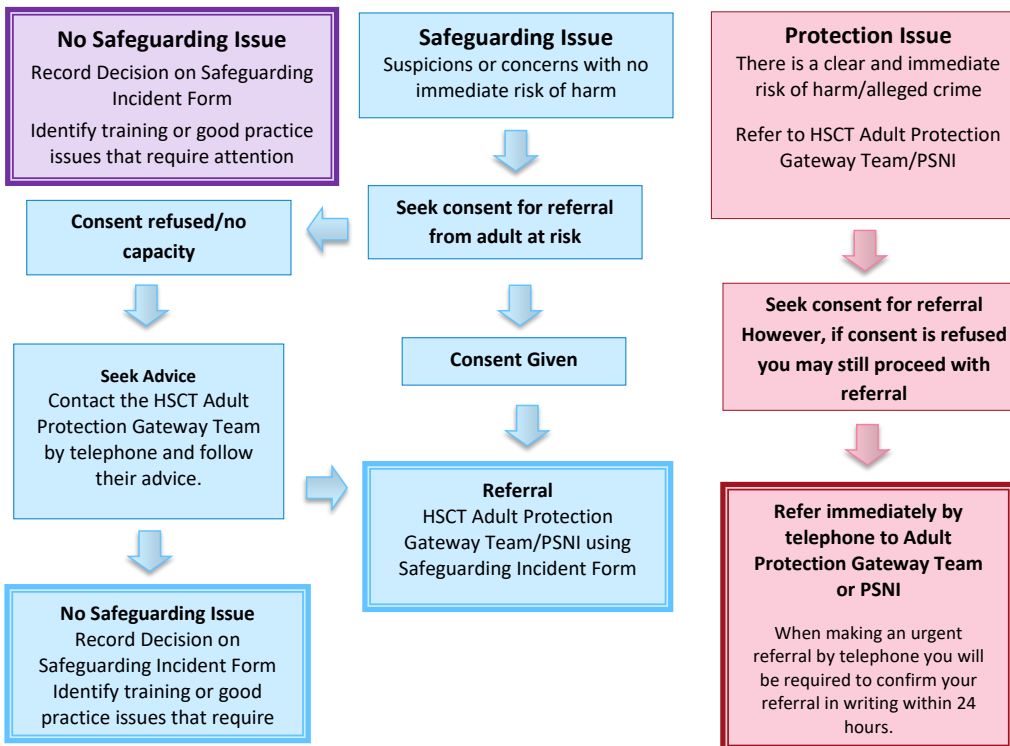 No Safeguarding Issue
Record Decision on Safeguarding
Incident Form
Identify training or good practice
issues that require attention
Safeguarding Issue
Suspicions or concerns with no
immediate risk of harm
Protection Issue
There is a clear and immediate
risk of harm/alleged crime
Refer to HSCT Adult Protection
Gateway Team/PSNI
Consent refused/no
capacity
Seek consent for referral
from adult at risk
Seek consent for referral
However, if consent is refused
you may still proceed with
referral
Seek Advice
Contact the HSCT Adult
Protection Gateway Team
by telephone and follow
their advice.
Consent Given
Referral
HSCT Adult Protection
Gateway Team/PSNI using
Safeguarding Incident Form
Refer immediately by
telephone to Adult
Protection Gateway Team
or PSNI
When making an urgent
referral by telephone you will
be required to confirm your
referral in writing within 24
hours.
No Safeguarding Issue
Record Decision on
Safeguarding Incident Form
Identify training or good
practice issues that require